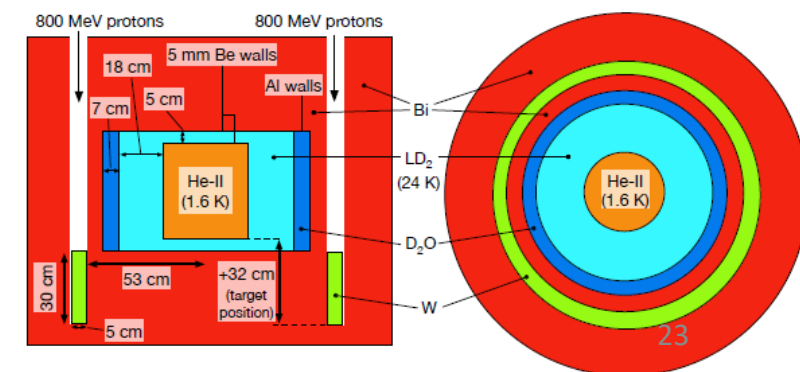 800 MeV protons
800 MeV protons
5 mm Be walls
18 cm
Al walls
5 cm
7 cm
Bi
He-II
(1.6 K)
LD₂
(24 K)
He-II
(1.6 K)
D₂O
53 cm
+32 cm
(target
position)
30 cm
W
5 cm
23